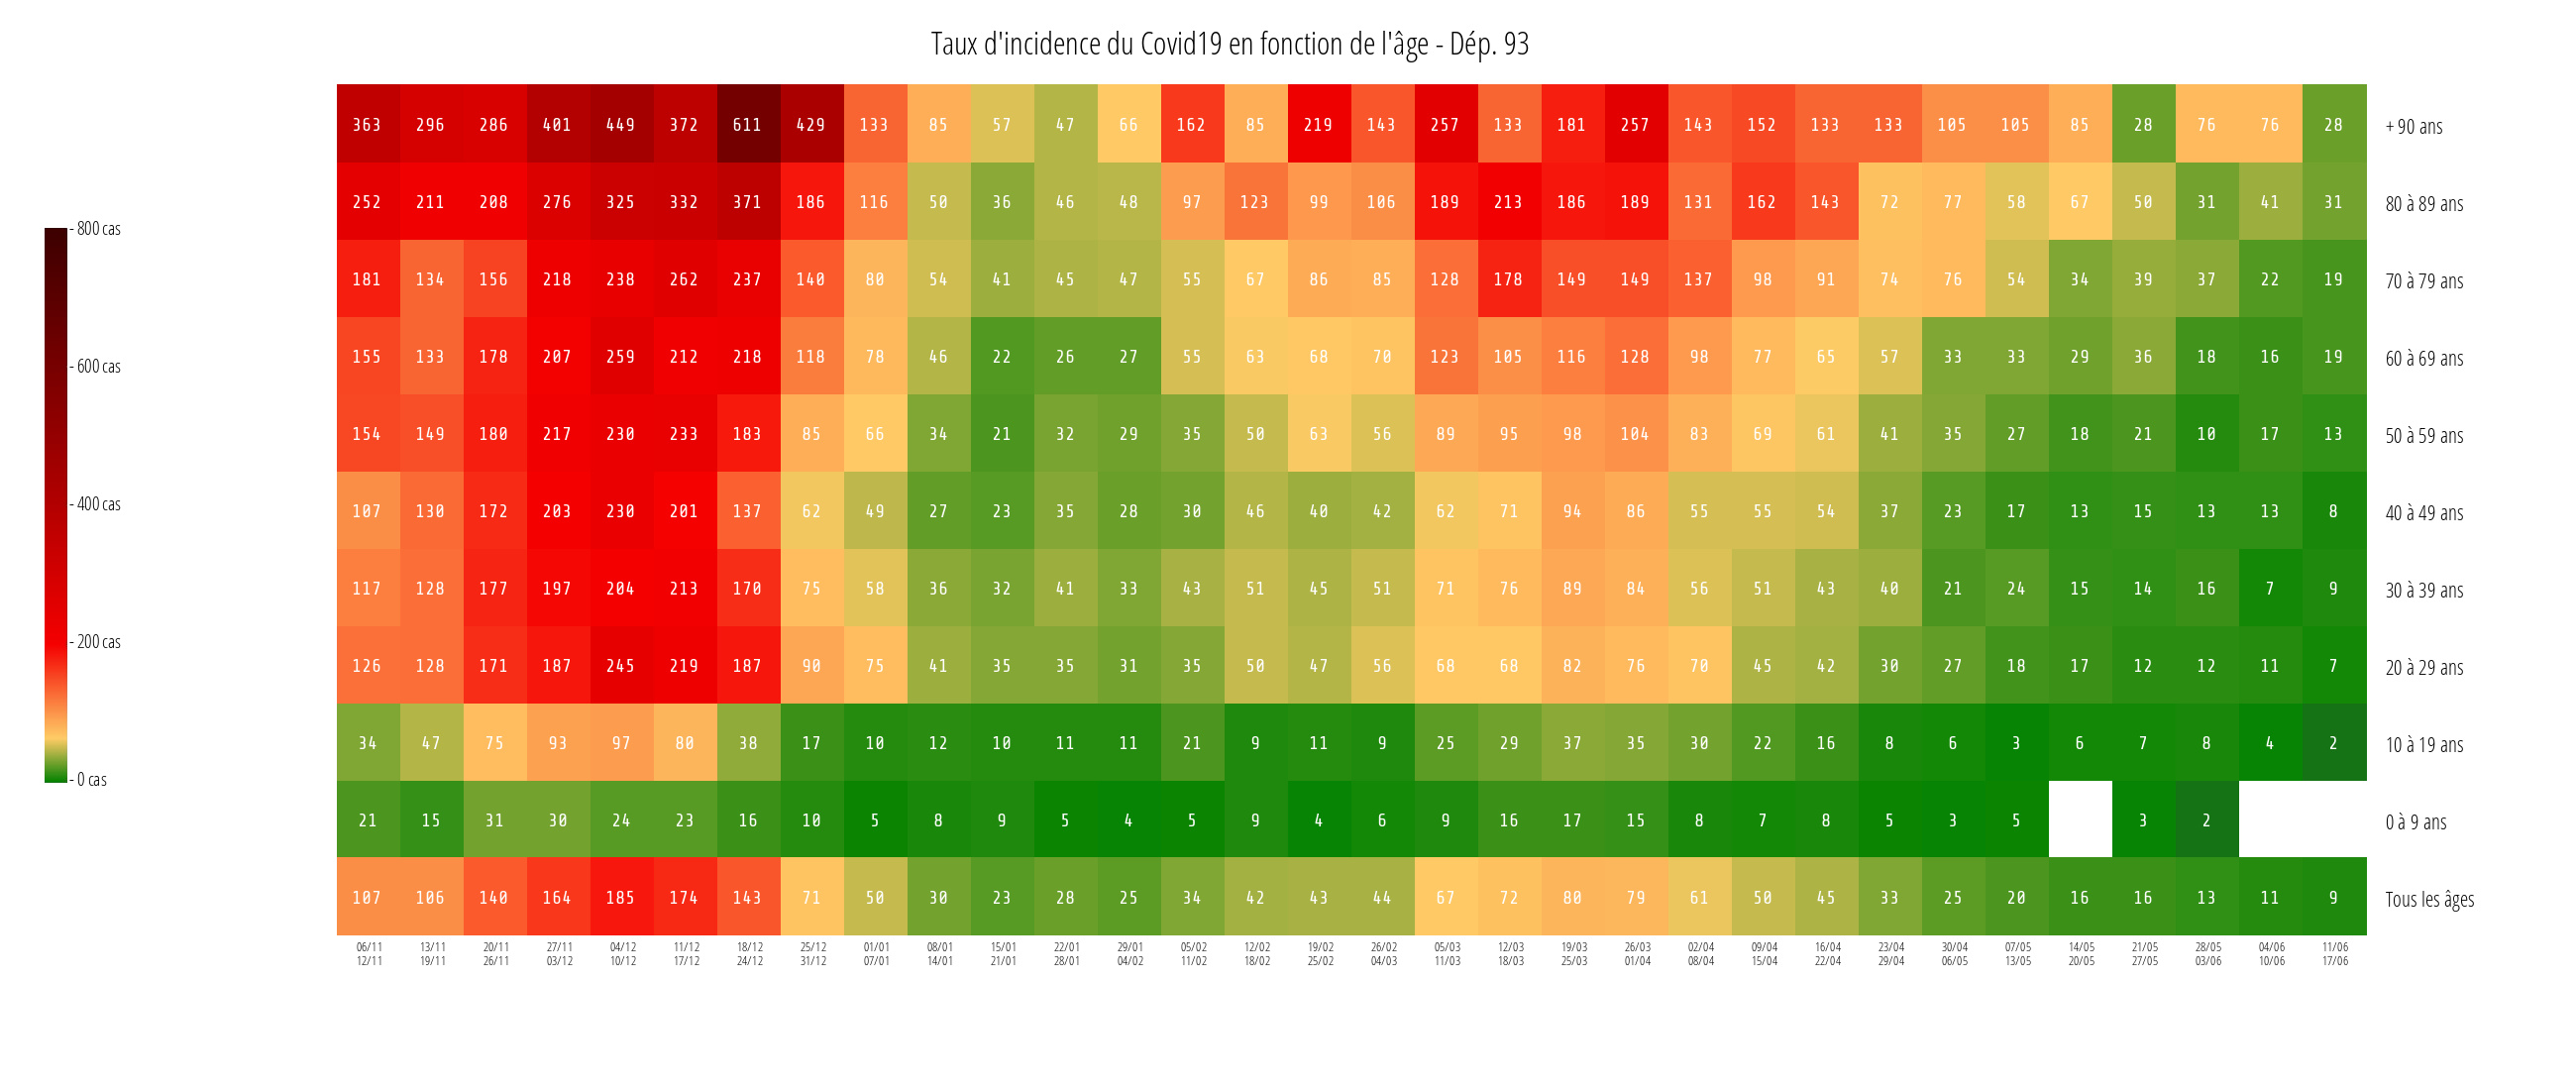 Taux d'incidence du Covid19 en fonction de l'âge - Dép. 93
- 800 cas
- 600 cas
- 400 cas
- 200 cas
- 0 cas
363 296 286 401 449 372 611 429 133 85 57 47 66 162 85 219 143 257 133 181 257 143 152 133 133 105 105 85 28 76 76 28 + 90 ans
252 211 208 276 325 332 371 186 116 50 36 46 48 97 123 99 106 189 213 186 189 131 162 143 72 77 58 67 50 31 41 31 80 à 89 ans
181 134 156 218 238 262 237 140 80 54 41 45 47 55 67 86 85 128 178 149 149 137 98 91 74 76 54 34 39 37 22 19 70 à 79 ans
155 133 178 207 259 212 218 118 78 46 22 26 27 55 63 68 70 123 105 116 128 98 77 65 57 33 33 29 36 18 16 19 60 à 69 ans
154 149 180 217 230 233 183 85 66 34 21 32 29 35 50 63 56 89 95 98 104 83 69 61 41 35 27 18 21 10 17 13 50 à 59 ans
107 130 172 203 230 201 137 62 49 27 23 35 28 30 46 40 42 62 71 94 86 55 55 54 37 23 17 13 15 13 13 8 40 à 49 ans
117 128 177 197 204 213 170 75 58 36 32 41 33 43 51 45 51 71 76 89 84 56 51 43 40 21 24 15 14 16 7 9 30 à 39 ans
126 128 171 187 245 219 187 90 75 41 35 35 31 35 50 47 56 68 68 82 76 70 45 42 30 27 18 17 12 12 11 7 20 à 29 ans
34 47 75 93 97 80 38 17 10 12 10 11 11 21 9 11 9 25 29 37 35 30 22 16 8 6 3 6 7 8 4 2 10 à 19 ans
21 15 31 30 24 23 16 10 5 8 9 5 4 5 9 4 6 9 16 17 15 8 7 8 5 3 5 3 2 0 à 9 ans
107 106 140 164 185 174 143 71 50 30 23 28 25 34 42 43 44 67 72 80 79 61 50 45 33 25 20 16 16 13 11 9 Tous les âges
06/11 13/11 20/11 27/11 04/12 11/12 18/12 25/12 01/01 08/01 15/01 22/01 29/01 05/02 12/02 19/02 26/02 05/03 12/03 19/03 26/03 02/04 09/04 16/04 23/04 30/04 07/05 14/05 21/05 28/05 04/06 11/06
12/11 19/11 26/11 03/12 10/12 17/12 24/12 31/12 07/01 14/01 21/01 28/01 04/02 11/02 18/02 25/02 04/03 11/03 18/03 25/03 01/04 08/04 15/04 22/04 29/04 06/05 13/05 20/05 27/05 03/06 10/06 17/06